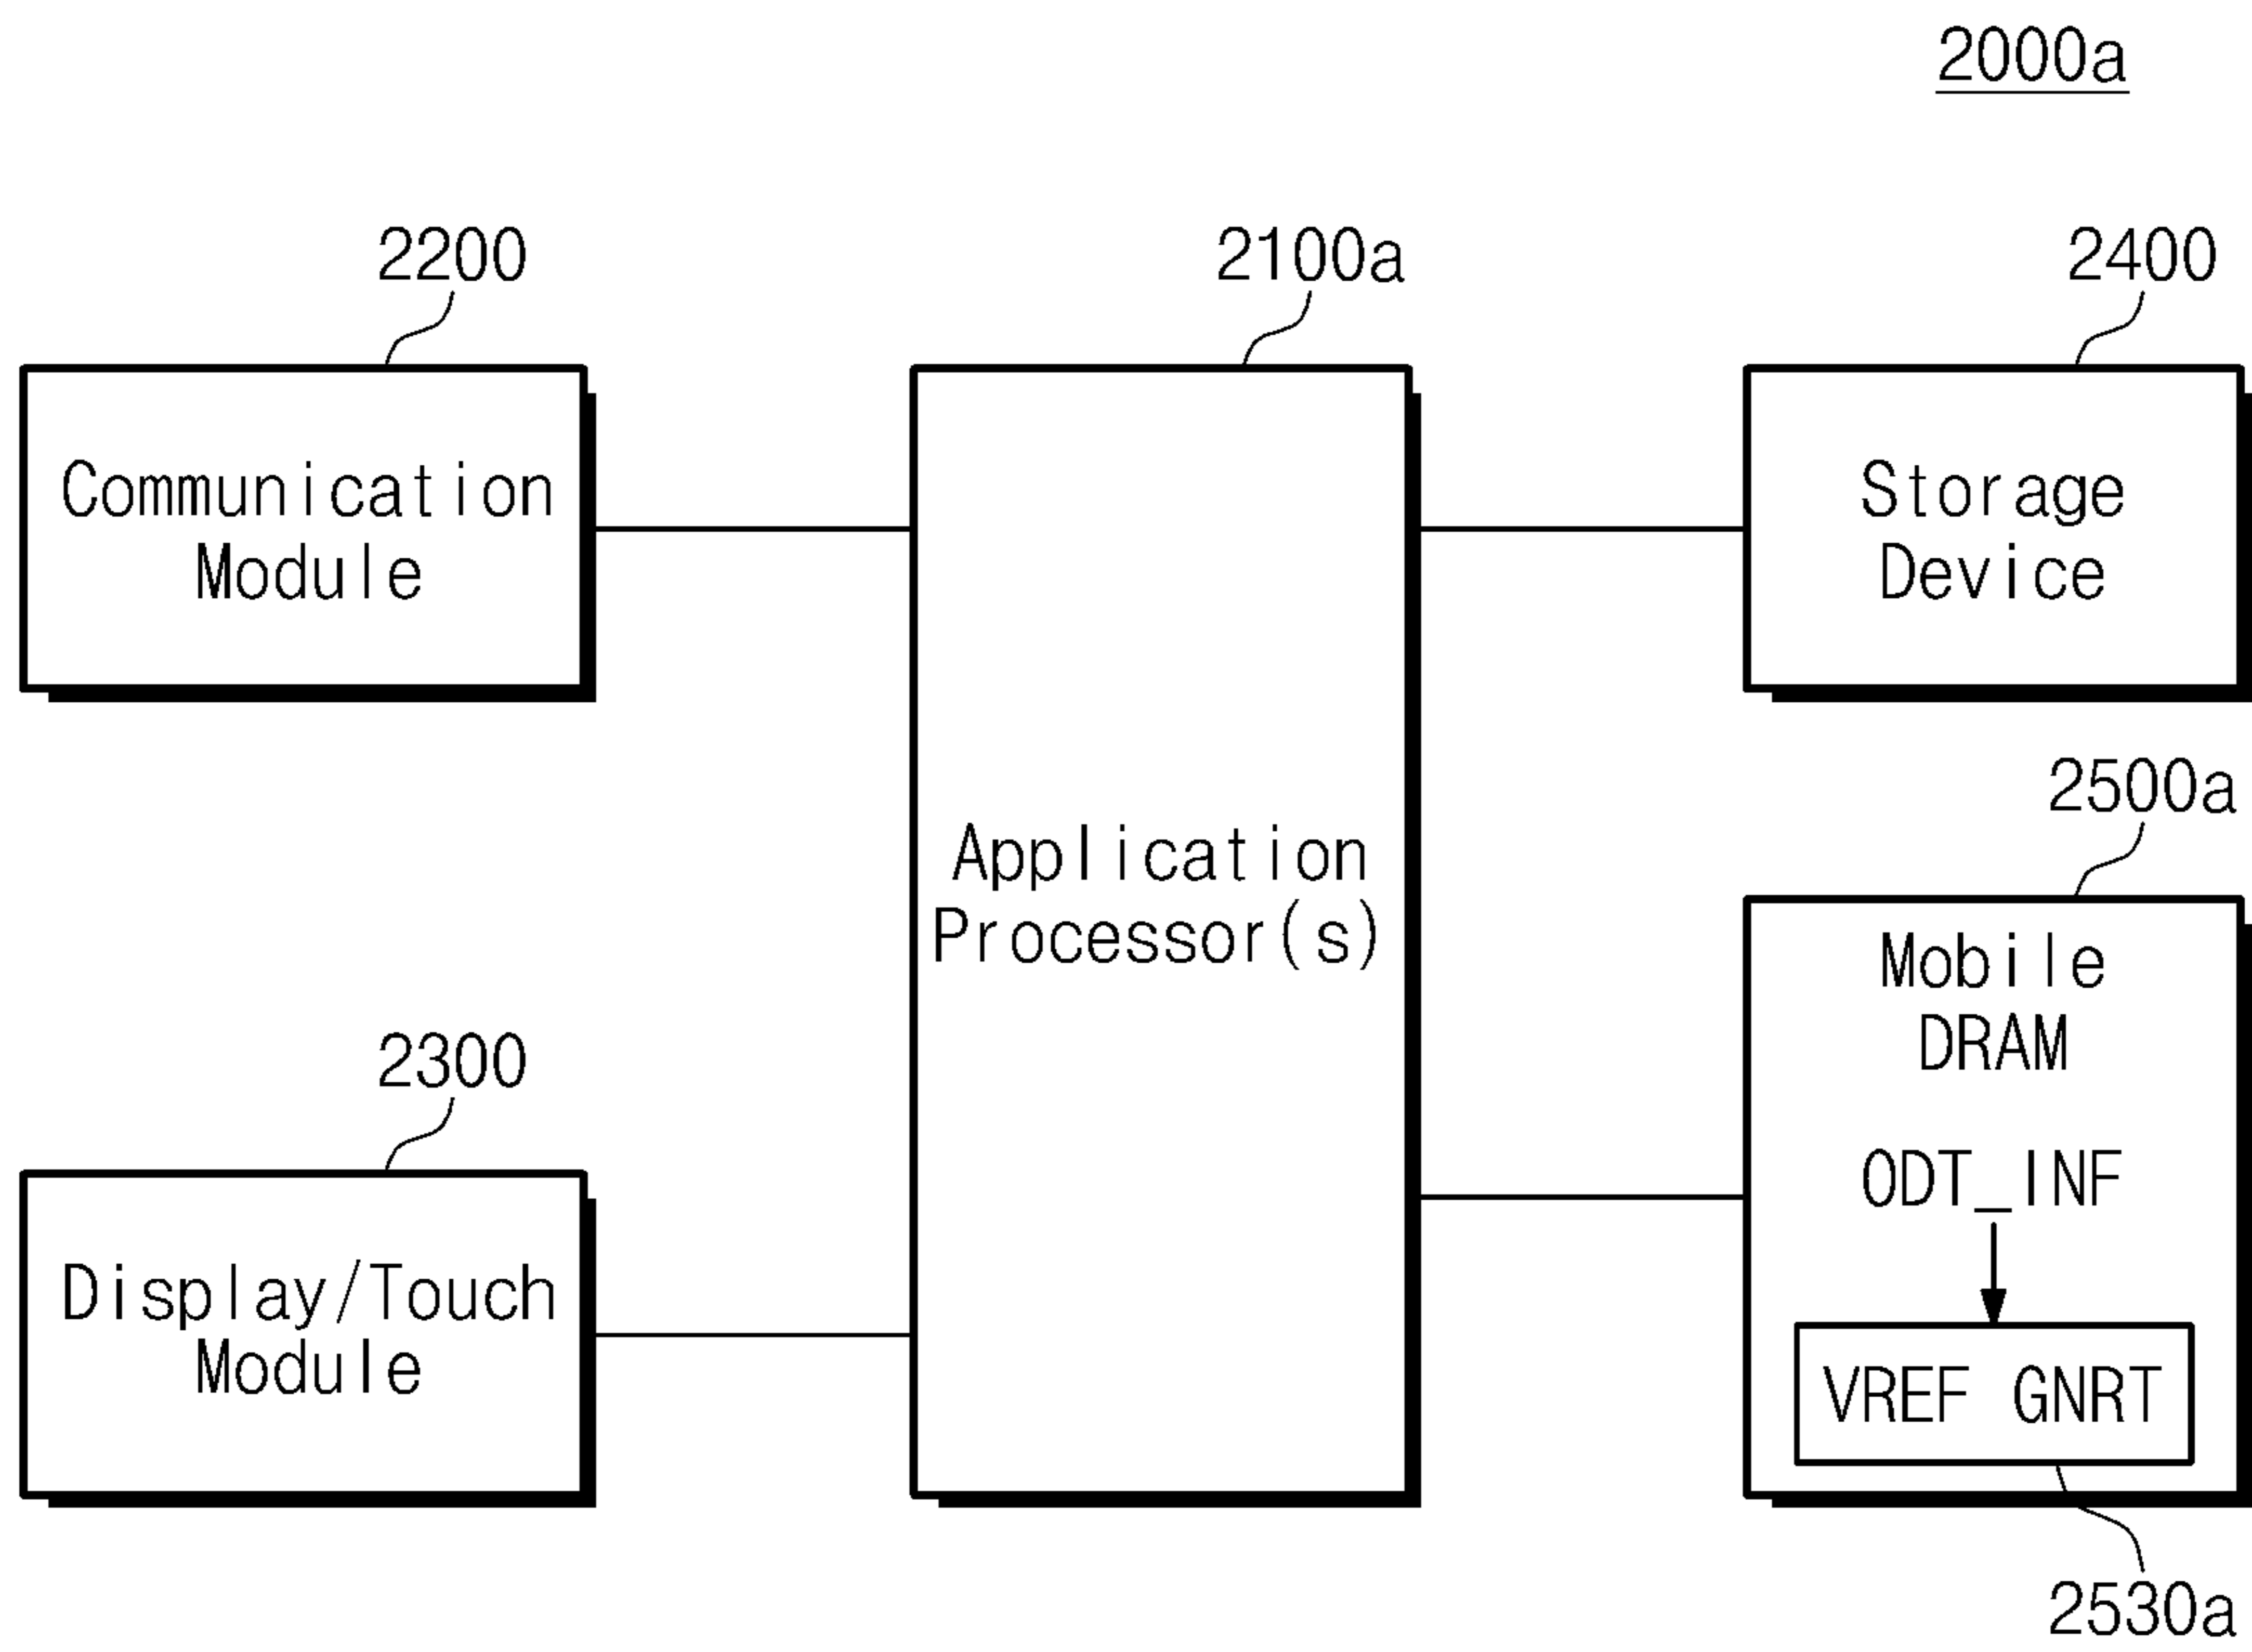 2000a
2200
2100a
2400
Communication
Module
Storage
Device
2500a
Application
Processor(s)
Mobile
DRAM
2300
ODT_INF
Display/Touch
Module
VREF GNRT
2530a